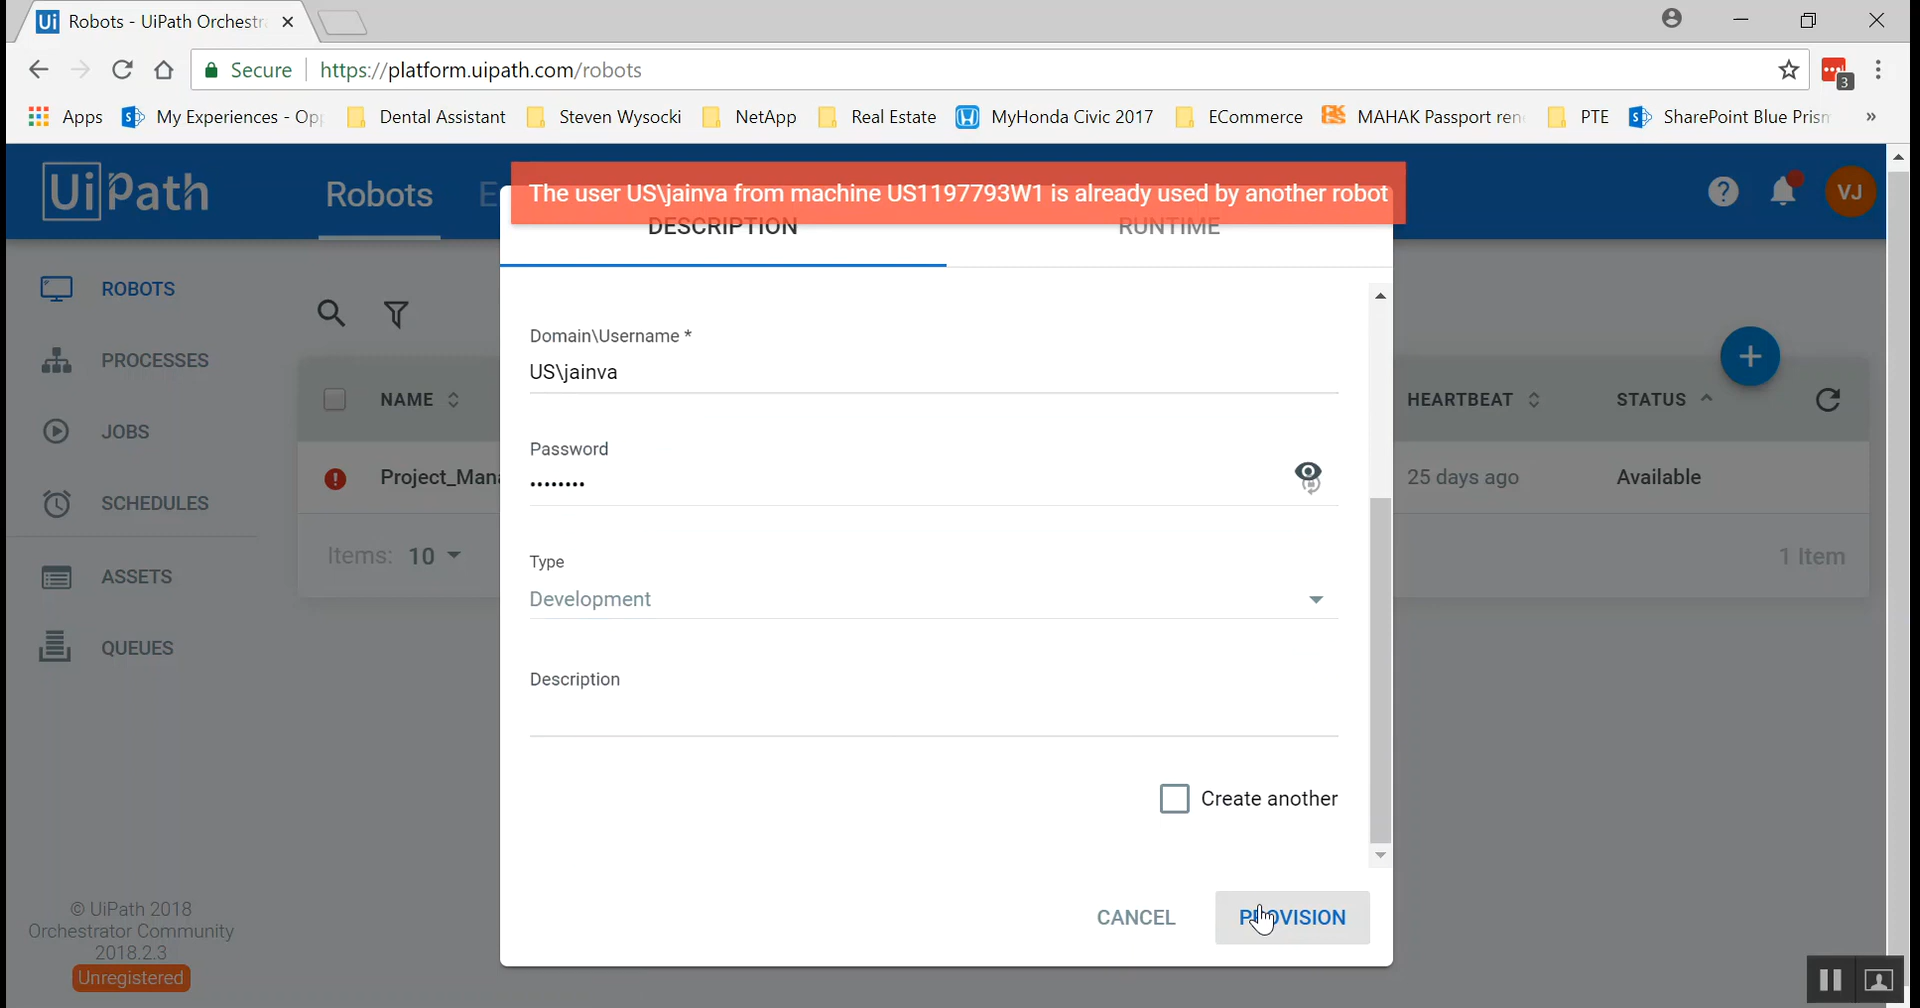 Ui Robots - UiPath Orchestr
Secure https://platform.uipath.com/robots
Apps My Experiences - Op Dental Assistant Steven Wysocki NetApp Real Estate MyHonda Civic 2017 ECommerce MAHAK Passport ren PTE SharePoint Blue Prism »
3
UiPath Robots E
The user US\jainva from machine US1197793W1 is already used by another robot
VJ
DESCRIPTION RUNTIME
ROBOTS
PROCESSES
JOBS
SCHEDULES
ASSETS
QUEUES
NAME HEARTBEAT STATUS
Project_Mana 25 days ago Available
Items: 10 1 Item
Domain\Username *
US\jainva
Password
••••••••
Type
Development
Description
Create another
CANCEL PROVISION
© UiPath 2018
Orchestrator Community
2018.2.3
Unregistered